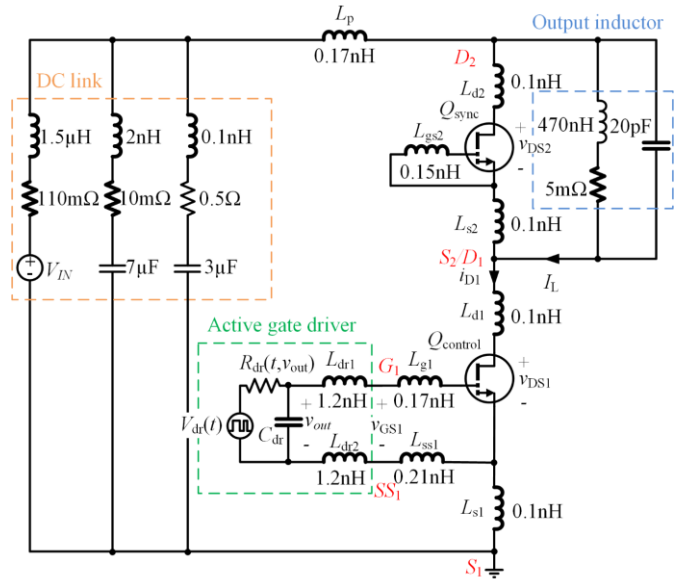 Lp
0.17nH
Output inductor
DC link
D2
Ld2
0.1nH
Qsync
1.5µH
2nH
0.1nH
Lgs2
0.15nH
+
vDS2
-
470nH
20pF
110mΩ
10mΩ
0.5Ω
5mΩ
Ls2
0.1nH
+
-
VIN
7µF
3µF
S2/D1
iD1
IL
Ld1
0.1nH
Active gate driver
Qcontrol
Rdr(t,vout)
Ldr1
G1
Lg1
1.2nH
0.17nH
+
vDS1
-
Vdr(t)
Cdr
+
vout
-
+
vGS1
-
Ldr2
Lss1
1.2nH
0.21nH
SS1
Ls1
0.1nH
S1